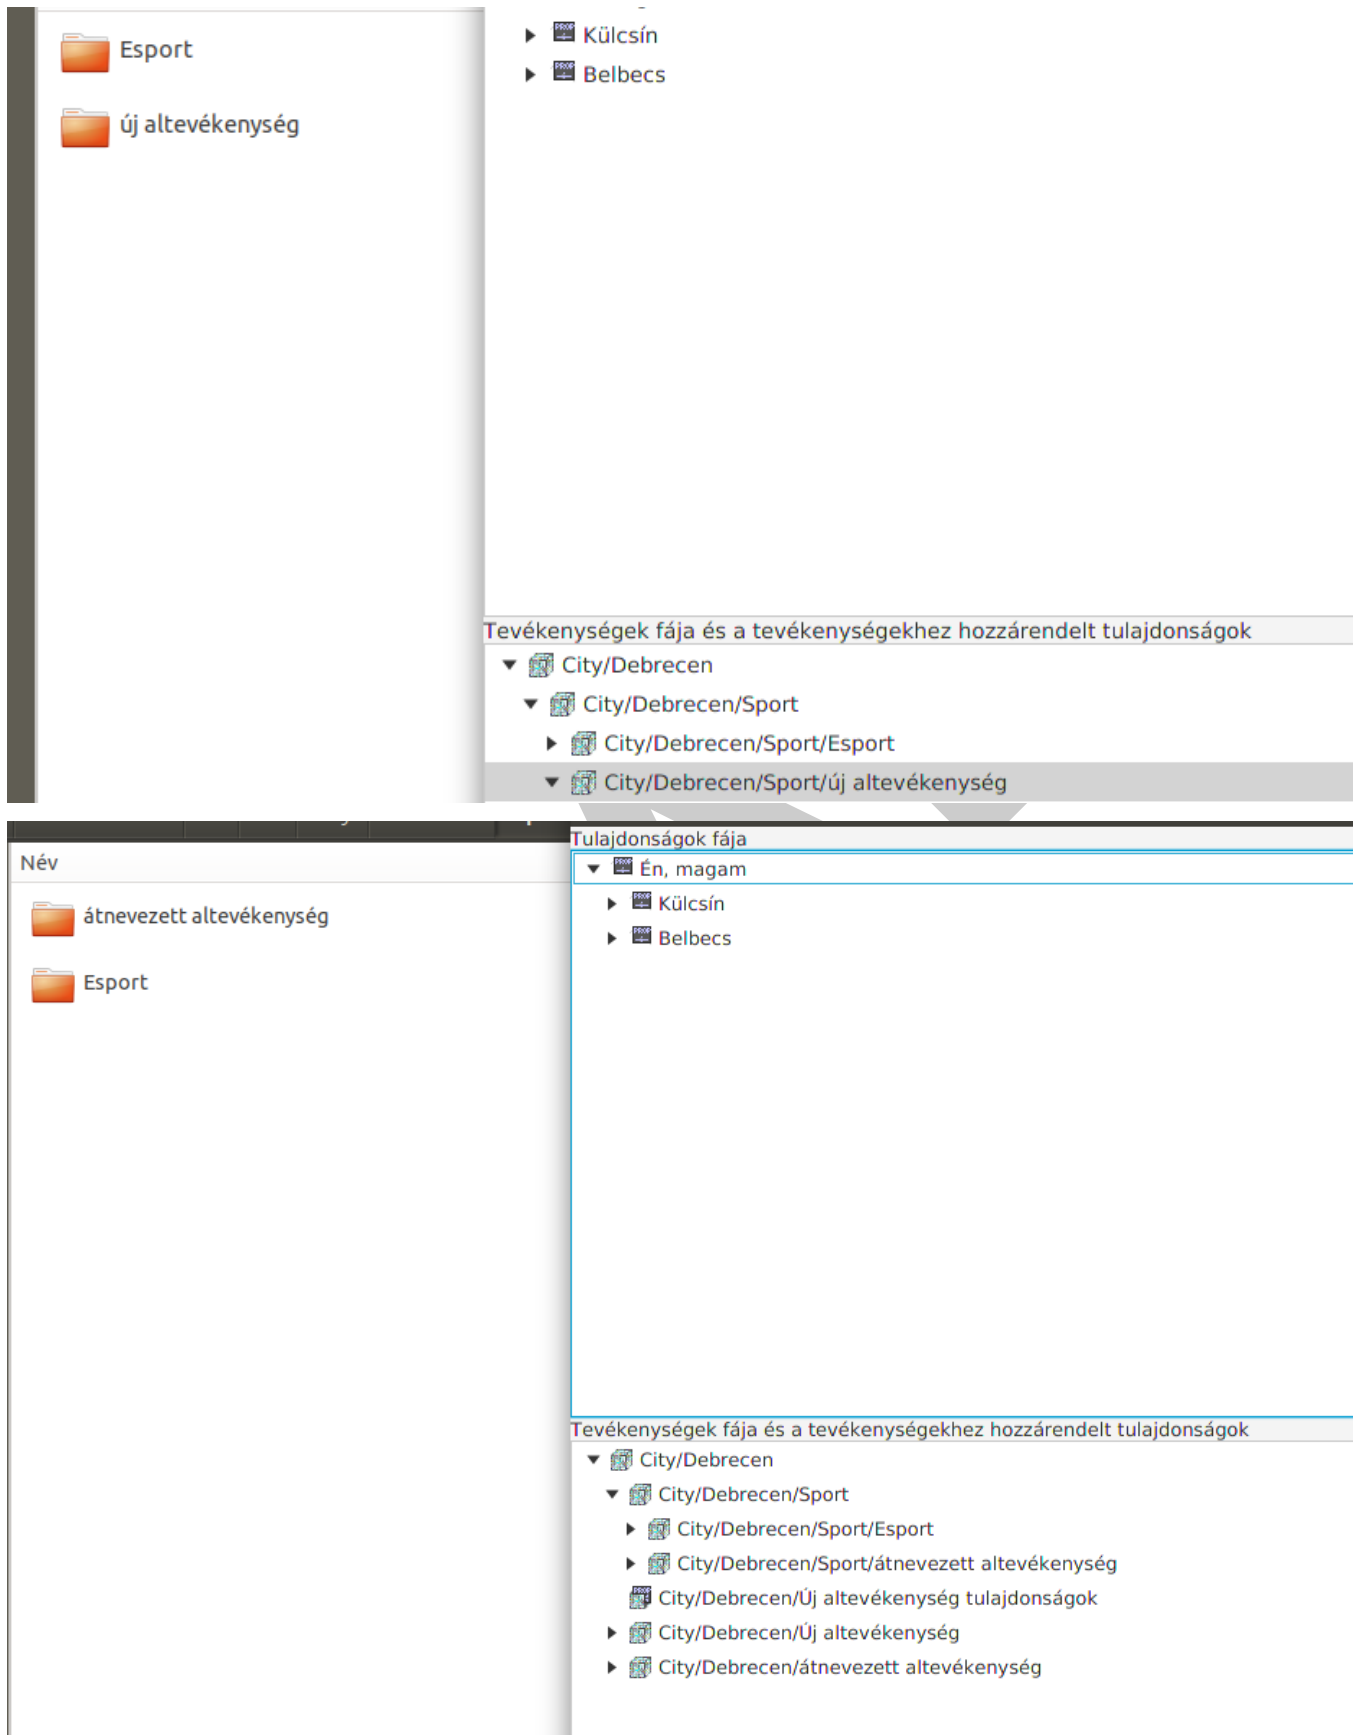 Esport
új altevékenység
Külcsín
Belbecs
Tevékenységek fája és a tevékenységekhez hozzárendelt tulajdonságok
City/Debrecen
City/Debrecen/Sport
City/Debrecen/Sport/Esport
City/Debrecen/Sport/új altevékenység
Név
átnevezett altevékenység
Esport
Tulajdonságok fája
Én, magam
Külcsín
Belbecs
Tevékenységek fája és a tevékenységekhez hozzárendelt tulajdonságok
City/Debrecen
City/Debrecen/Sport
City/Debrecen/Sport/Esport
City/Debrecen/Sport/átnevezett altevékenység
City/Debrecen/Új altevékenység tulajdonságok
City/Debrecen/Új altevékenység
City/Debrecen/átnevezett altevékenység